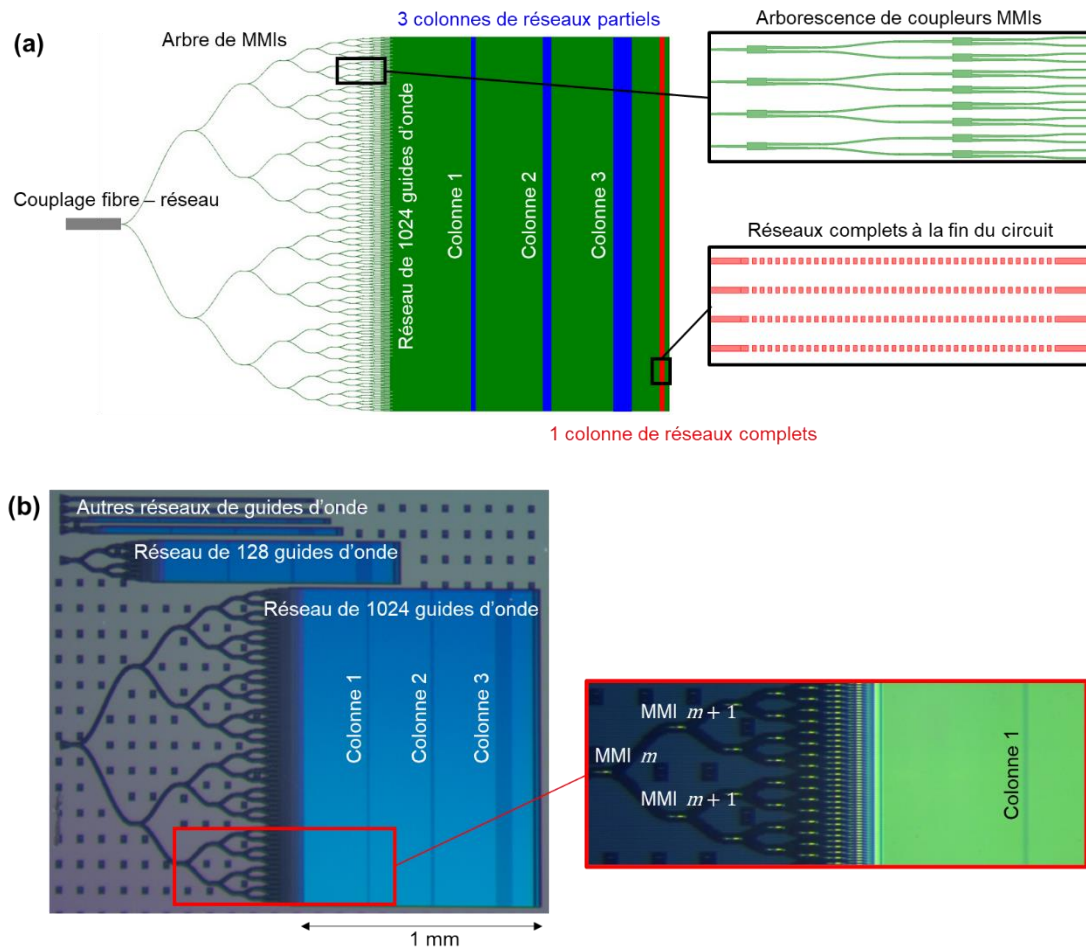 (a)
3 colonnes de réseaux partiels
Arbre de MMIs
Couplage fibre – réseau
Réseau de 1024 guides d'onde
Colonne 1
Colonne 2
Colonne 3
1 colonne de réseaux complets
Arborescence de coupleurs MMIs
Réseaux complets à la fin du circuit
(b)
Autres réseaux de guides d'onde
Réseau de 128 guides d'onde
Réseau de 1024 guides d'onde
Colonne 1
Colonne 2
Colonne 3
1 mm
MMI m + 1
MMI m
MMI m + 1
Colonne 1